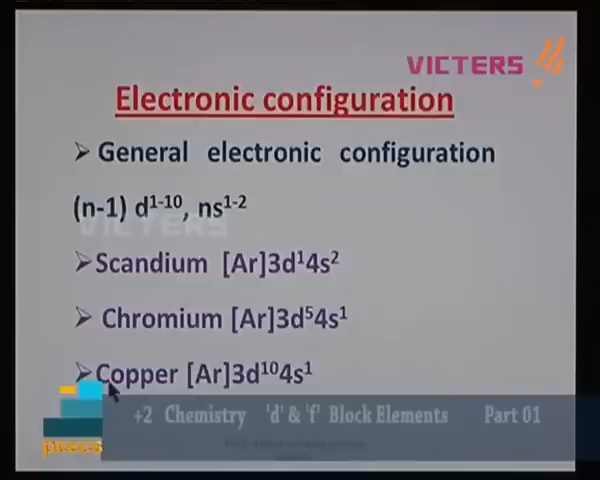 VICTERS
Electronic configuration
➢ General electronic configuration
(n-1) d¹⁻¹⁰, ns¹⁻²
VICTERS
➢Scandium [Ar]3d¹4s²
➢ Chromium [Ar]3d⁵4s¹
➢Copper [Ar]3d¹⁰4s¹
+2 Chemistry 'd' & 'f' Block Elements Part 01